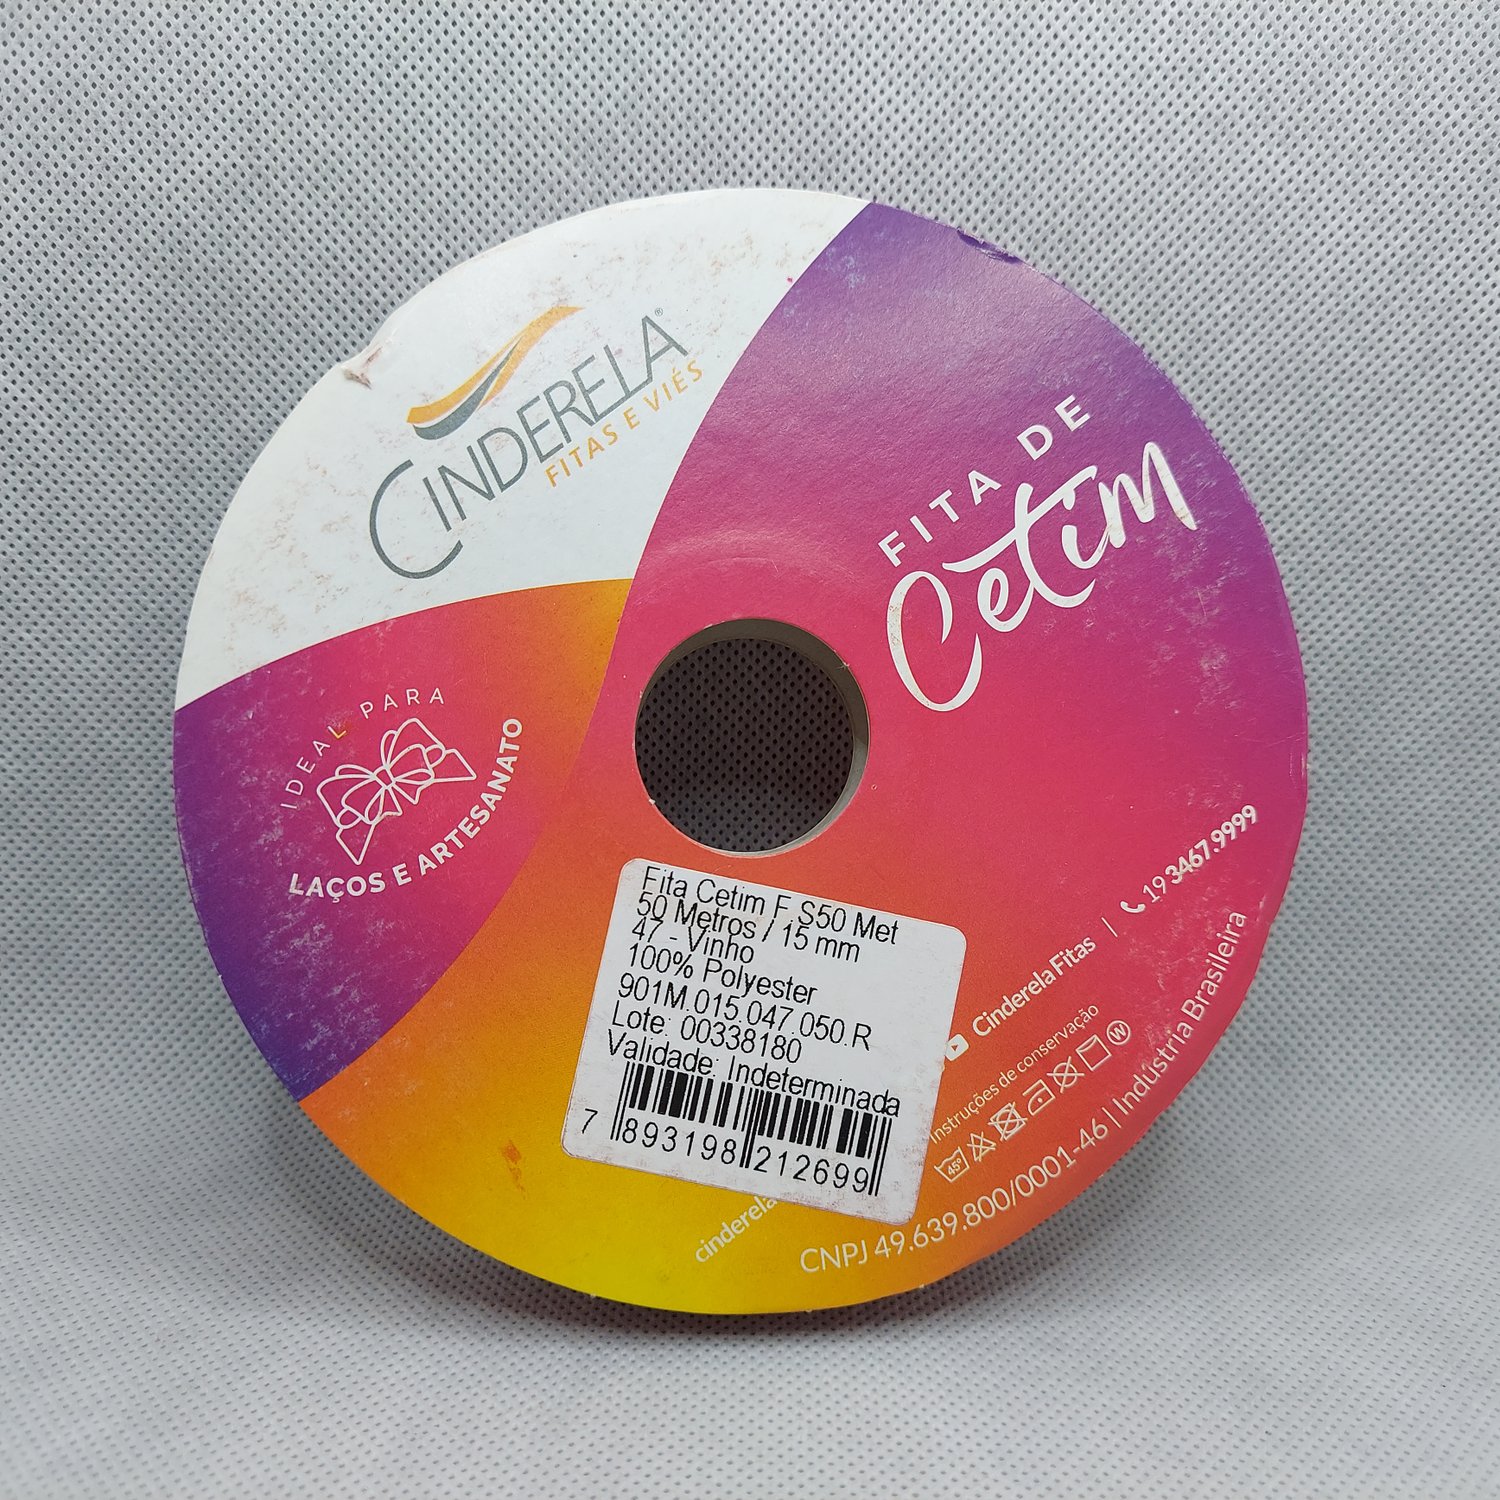 CINDERELA®
FITAS E VIÉS
FITA DE
Cetim
IDEAL PARA
LAÇOS E ARTESANATO
Fita Cetim F.S50 Met
50 Metros / 15 mm
47 - Vinho
100% Polyester
901M.015.047.050.R
Lote: 00338180
Validade: Indeterminada
7 893198 212699
CinderelaFitas | 19 3467.9999
Instruções de conservação
45º W
cinderela
CNPJ 49.639.800/0001-46 | Indústria Brasileira